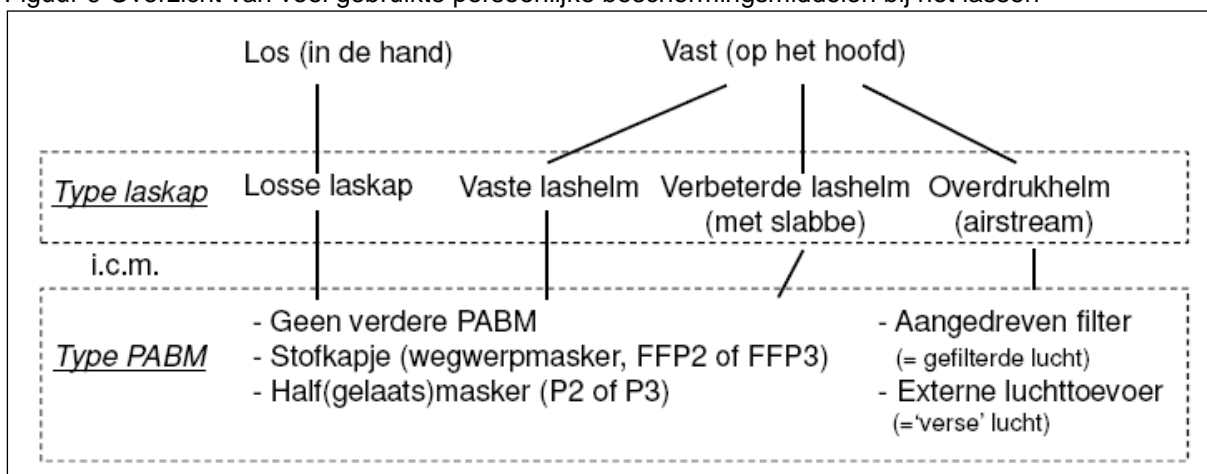 Figuur 6 Overzicht van veel gebruikte persoonlijke beschermingsmiddelen bij het lassen
Los (in de hand)
Vast (op het hoofd)
Type laskap
Losse laskap
Vaste lashelm
Verbeterde lashelm
(met slabbe)
Overdrukhelm
(airstream)
i.c.m.
Type PABM
- Geen verdere PABM
- Stofkapje (wegwerpmasker, FFP2 of FFP3)
- Half(gelaats)masker (P2 of P3)
- Aangedreven filter
(= gefilterde lucht)
- Externe luchttoevoer
(=‘verse’ lucht)